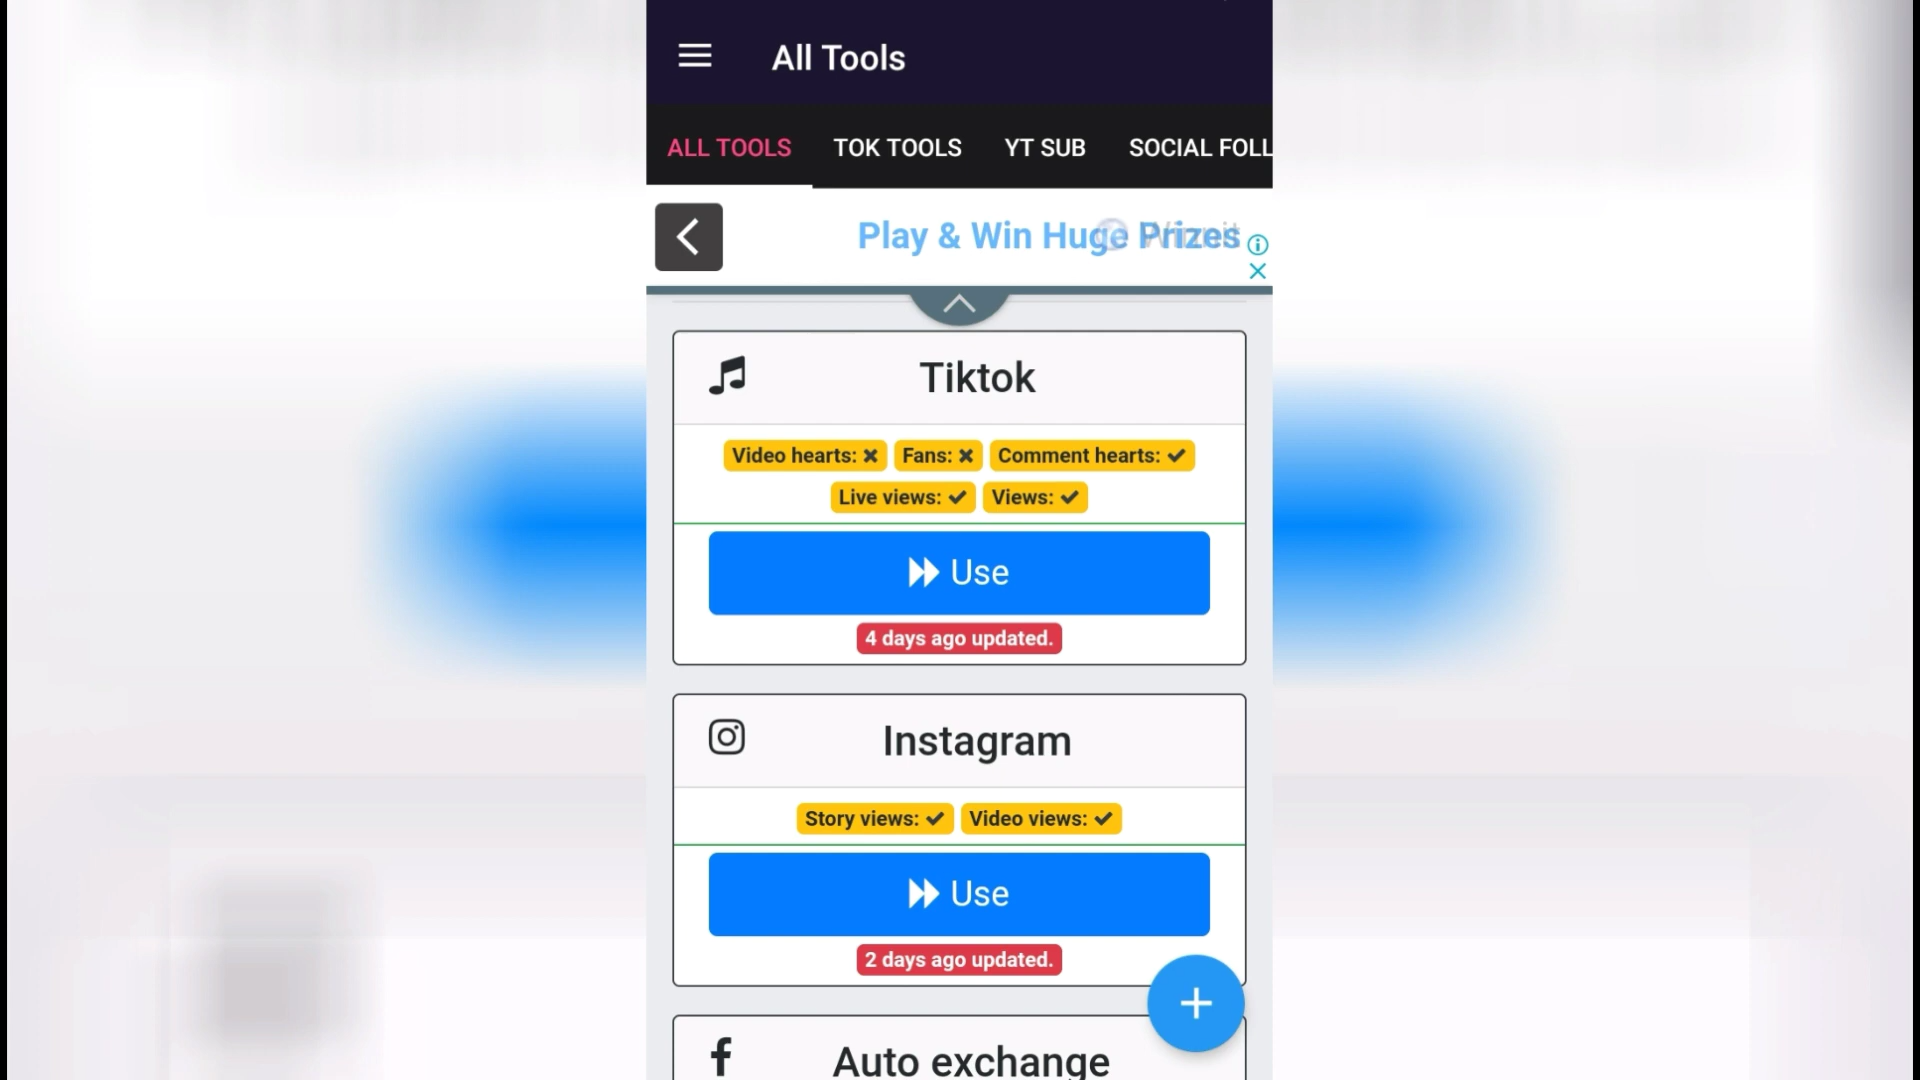 All Tools
ALL TOOLS TOK TOOLS YT SUB SOCIAL FOLL
Play & Win Huge Prizes
Tiktok
Video hearts: ✖ Fans: ✖ Comment hearts: ✔
Live views: ✔ Views: ✔
Use
4 days ago updated.
Instagram
Story views: ✔ Video views: ✔
Use
2 days ago updated.
Auto exchange